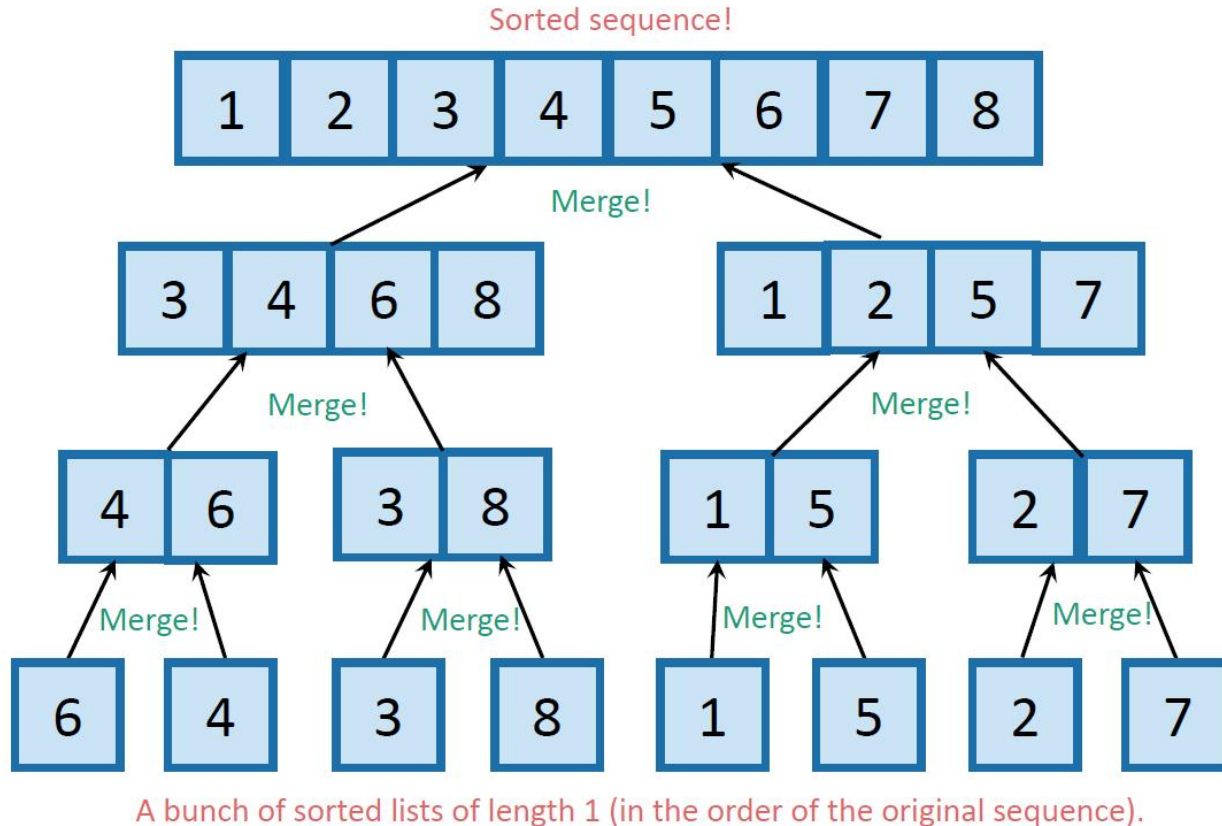 Sorted sequence!
1 2 3 4 5 6 7 8
Merge!
3 4 6 8 1 2 5 7
Merge! Merge!
4 6 3 8 1 5 2 7
Merge! Merge! Merge! Merge!
6 4 3 8 1 5 2 7
A bunch of sorted lists of length 1 (in the order of the original sequence).